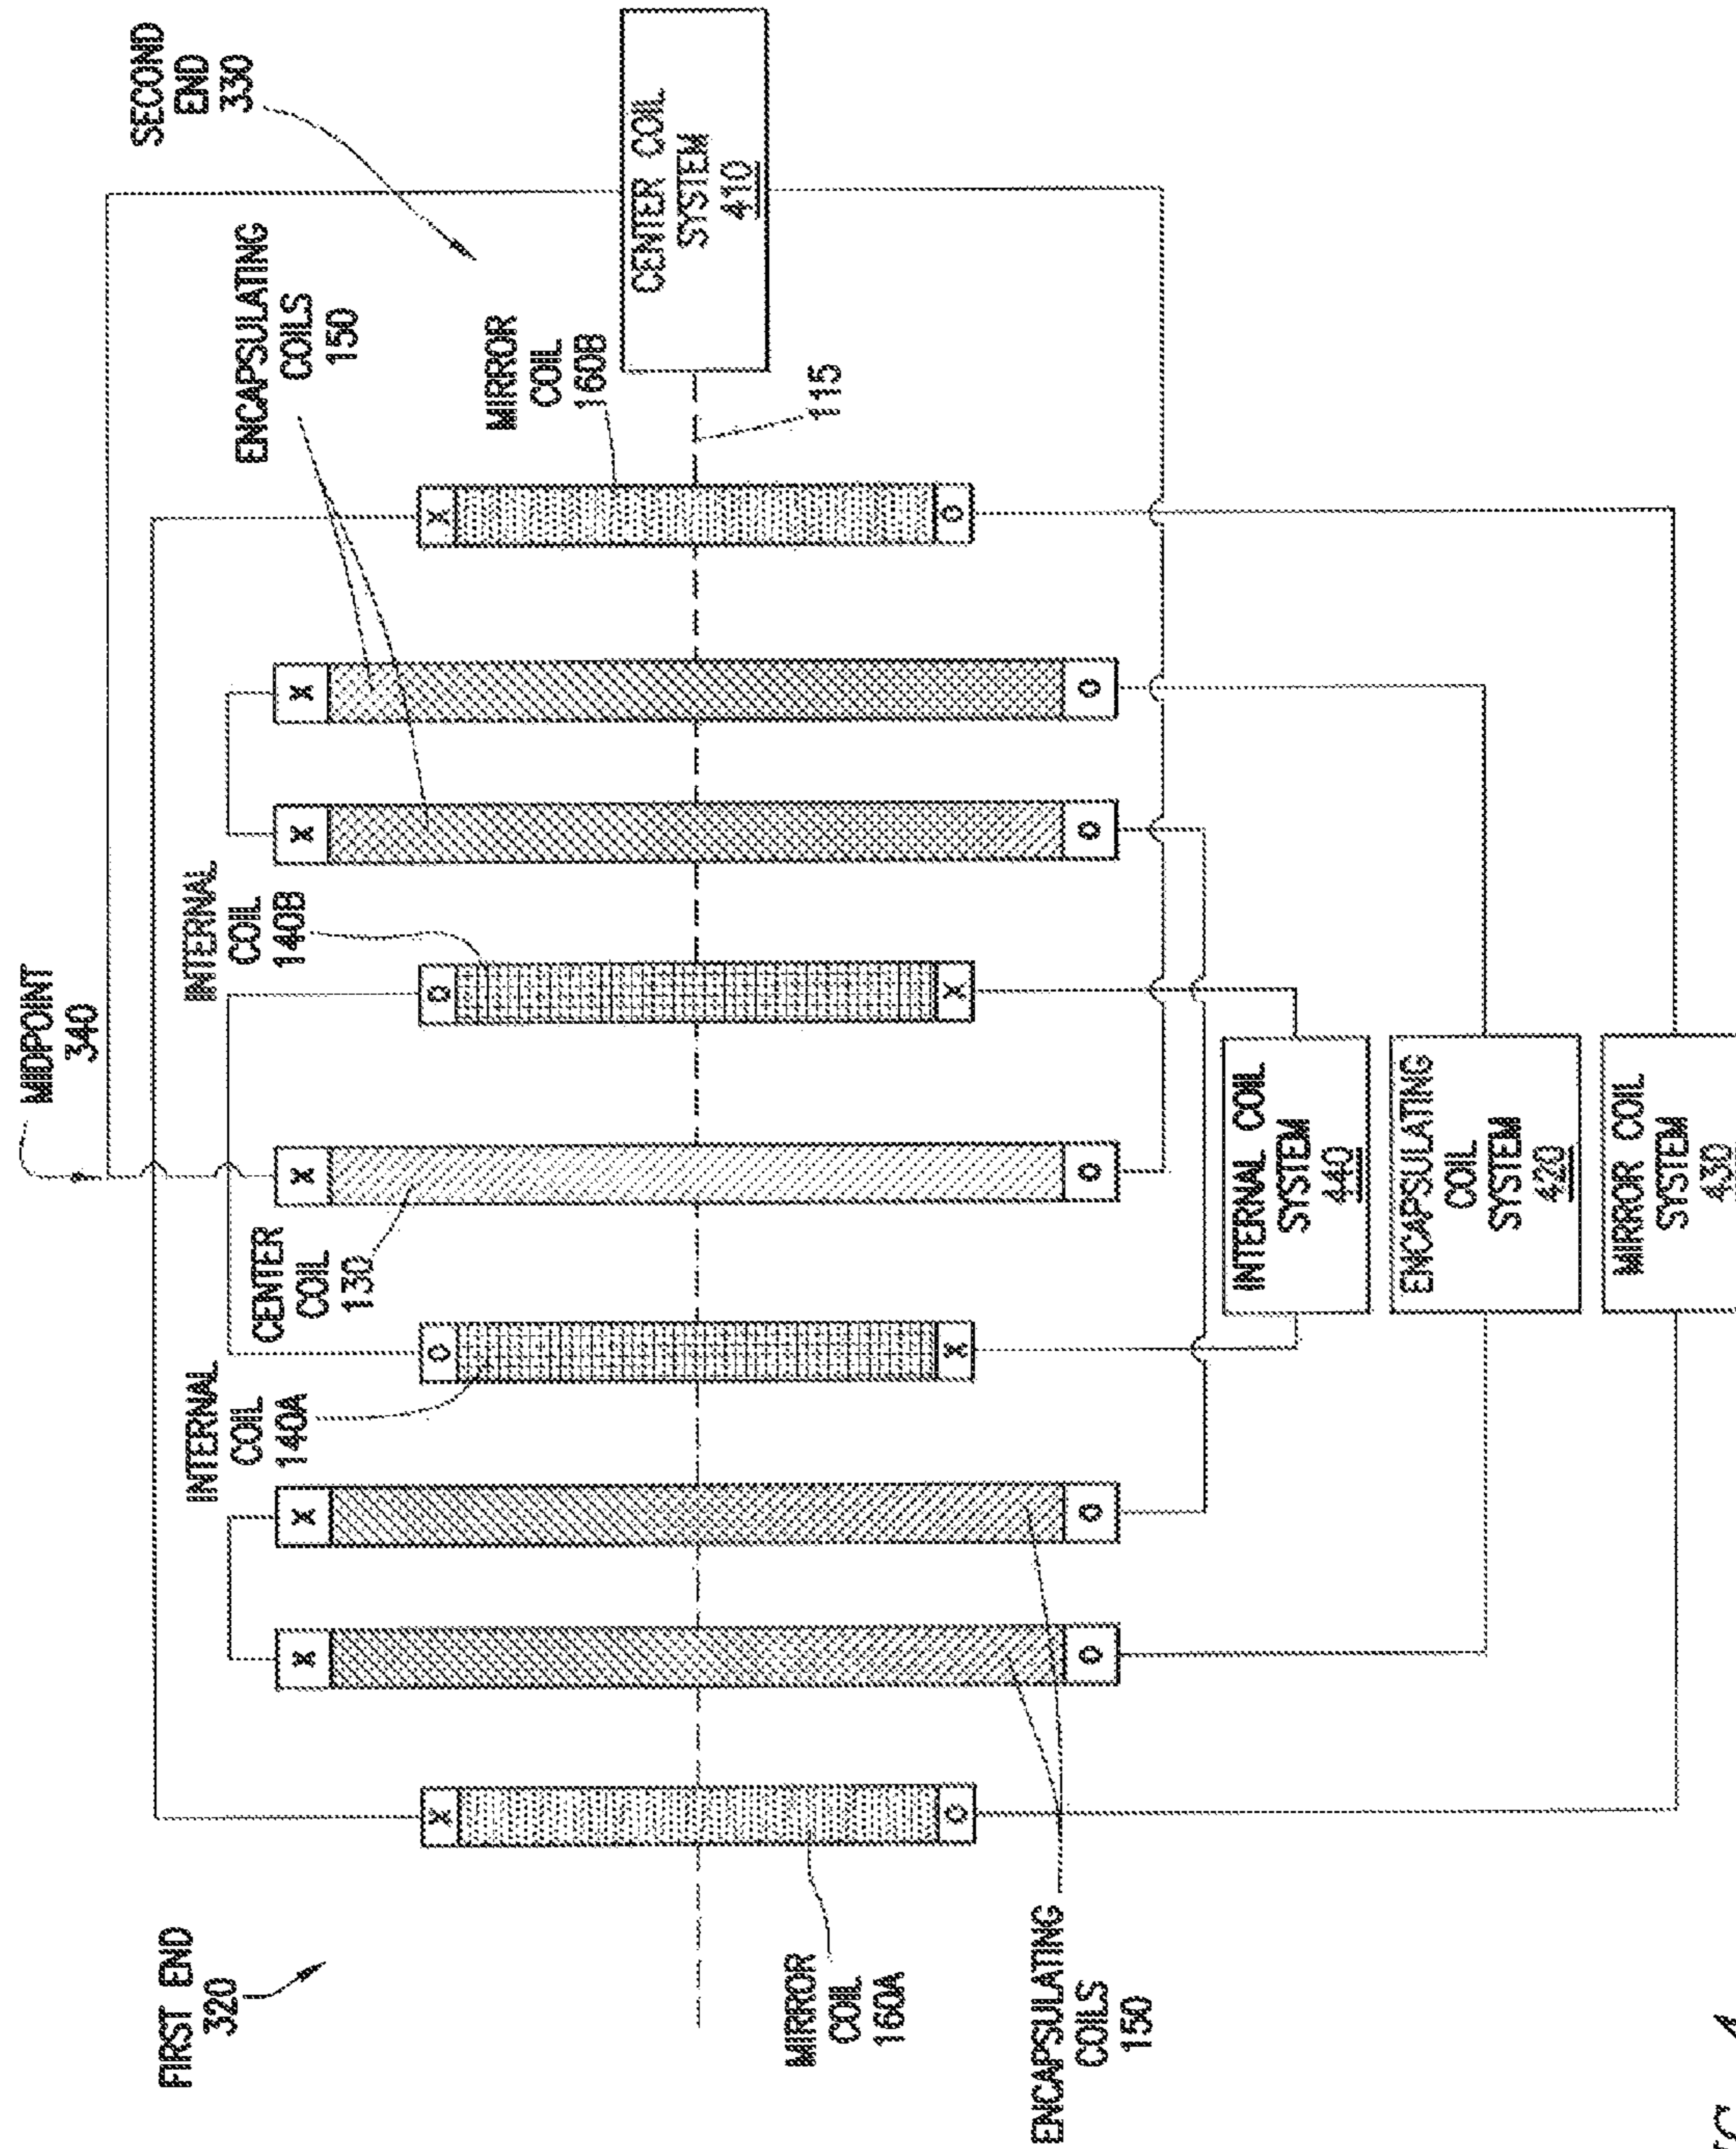 FIRST END
320
MIDPOINT
340
SECOND
END
330
ENCAPSULATING
COILS
150
INTERNAL
COIL
140A
CENTER
COIL
130
INTERNAL
COIL
140B
MIRROR
COIL
160B
115
CENTER COIL
SYSTEM
410
X
X
X
O
X
O
X
X
X
O
O
O
X
O
X
O
O
O
MIRROR
COIL
160A
ENCAPSULATING
COILS
150
INTERNAL COIL
SYSTEM
440
ENCAPSULATING
COIL
SYSTEM
420
MIRROR COIL
SYSTEM
430